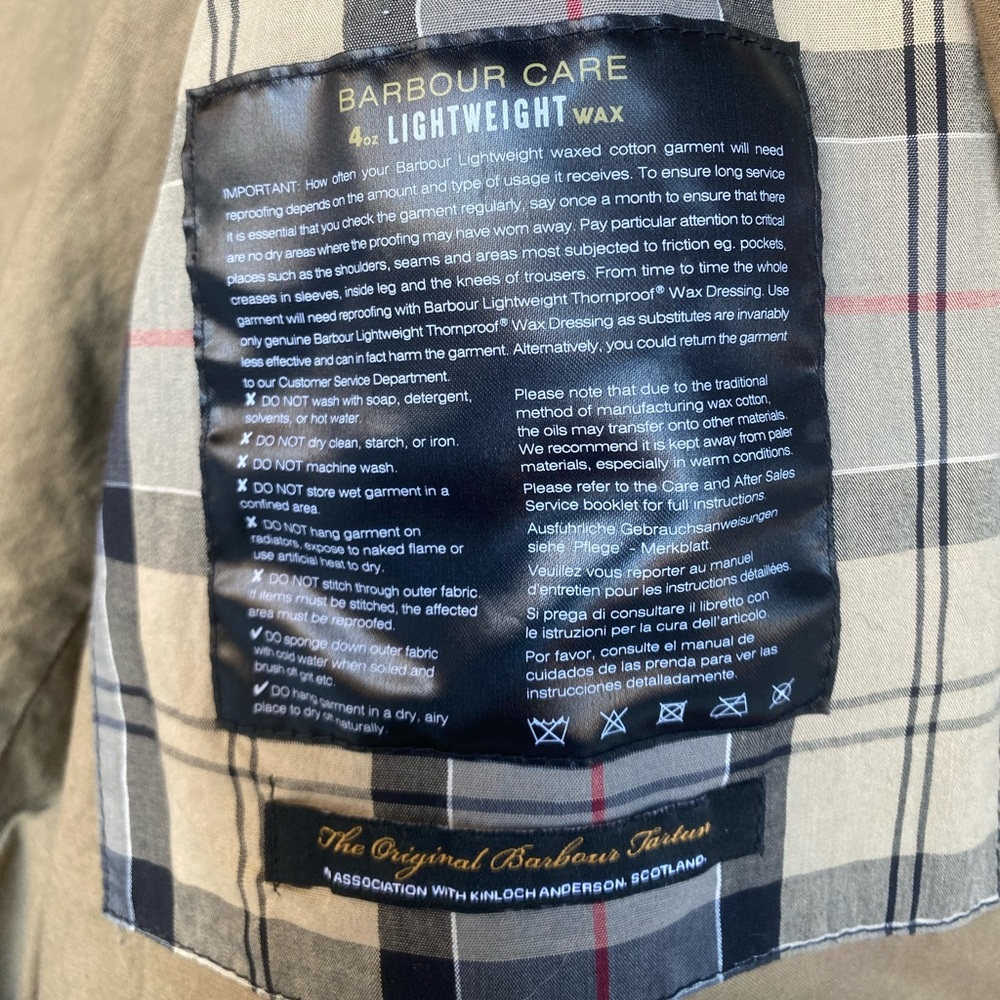 BARBOUR CARE
4oz LIGHTWEIGHT WAX
IMPORTANT: How often your Barbour Lightweight waxed cotton garment will need
reproofing depends on the amount and type of usage it receives. To ensure long service
it is essential that you check the garment regularly, say once a month to ensure that there
are no dry areas where the proofing may have worn away. Pay particular attention to critical
places such as the shoulders, seams and areas most subjected to friction eg. pockets,
creases in sleeves, inside leg and the knees of trousers. From time to time the whole
garment will need reproofing with Barbour Lightweight Thornproof® Wax Dressing. Use
only genuine Barbour Lightweight Thornproof® Wax Dressing as substitutes are invariably
less effective and can in fact harm the garment. Alternatively, you could return the garment
to our Customer Service Department.
✘ DO NOT wash with soap, detergent,
solvents, or hot water.
✘ DO NOT dry clean, starch, or iron.
✘ DO NOT machine wash.
✘ DO NOT store wet garment in a
confined area.
✘ DO NOT hang garment on
radiators, expose to naked flame or
use artificial heat to dry.
✘ DO NOT stitch through outer fabric.
If items must be stitched, the affected
area must be reproofed.
✔ DO sponge down outer fabric
with cold water when soiled and
brush off grit etc.
✔ DO hang garment in a dry, airy
place to dry off naturally.
Please note that due to the traditional
method of manufacturing wax cotton,
the oils may transfer onto other materials.
We recommend it is kept away from paler
materials, especially in warm conditions.
Please refer to the Care and After Sales
Service booklet for full instructions.
Ausführliche Gebrauchsanweisungen
siehe 'Pflege' - Merkblatt.
Veuillez vous reporter au manuel
d'entretien pour les instructions détaillées.
Si prega di consultare il libretto con
le istruzioni per la cura dell'articolo.
Por favor, consulte el manual de
cuidados de las prenda para ver las
instrucciones detalladamente.
The Original Barbour Tartan
ASSOCIATION WITH KINLOCH ANDERSON, SCOTLAND.